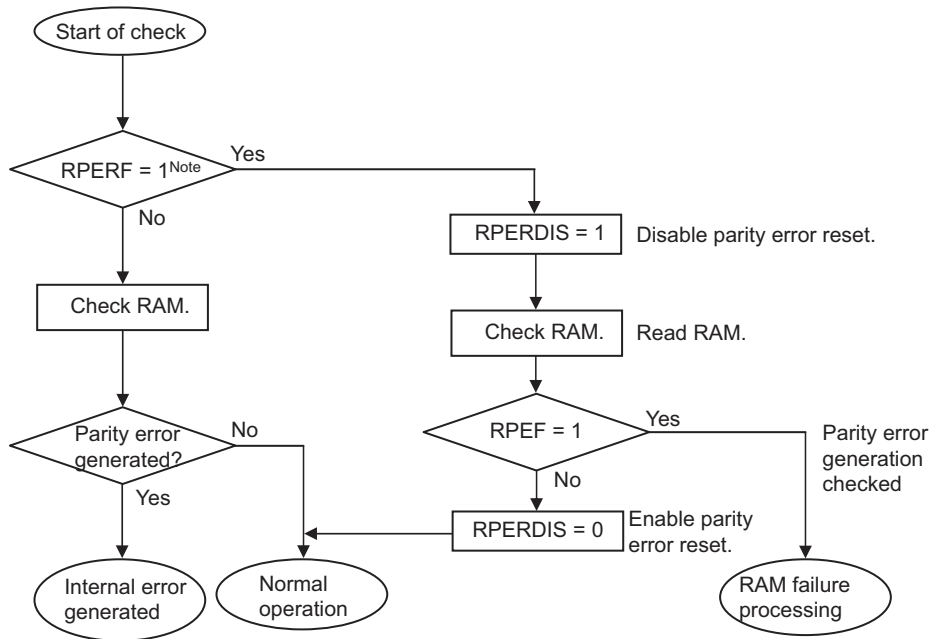 Start of check
RPERF = 1Note
Yes
No
RPERDIS = 1
Disable parity error reset.
Check RAM.
Check RAM.
Read RAM.
Parity error
generated?
No
Yes
RPEF = 1
Yes
No
Parity error
generation
checked
RPERDIS = 0
Enable parity
error reset.
Internal error
generated
Normal
operation
RAM failure
processing